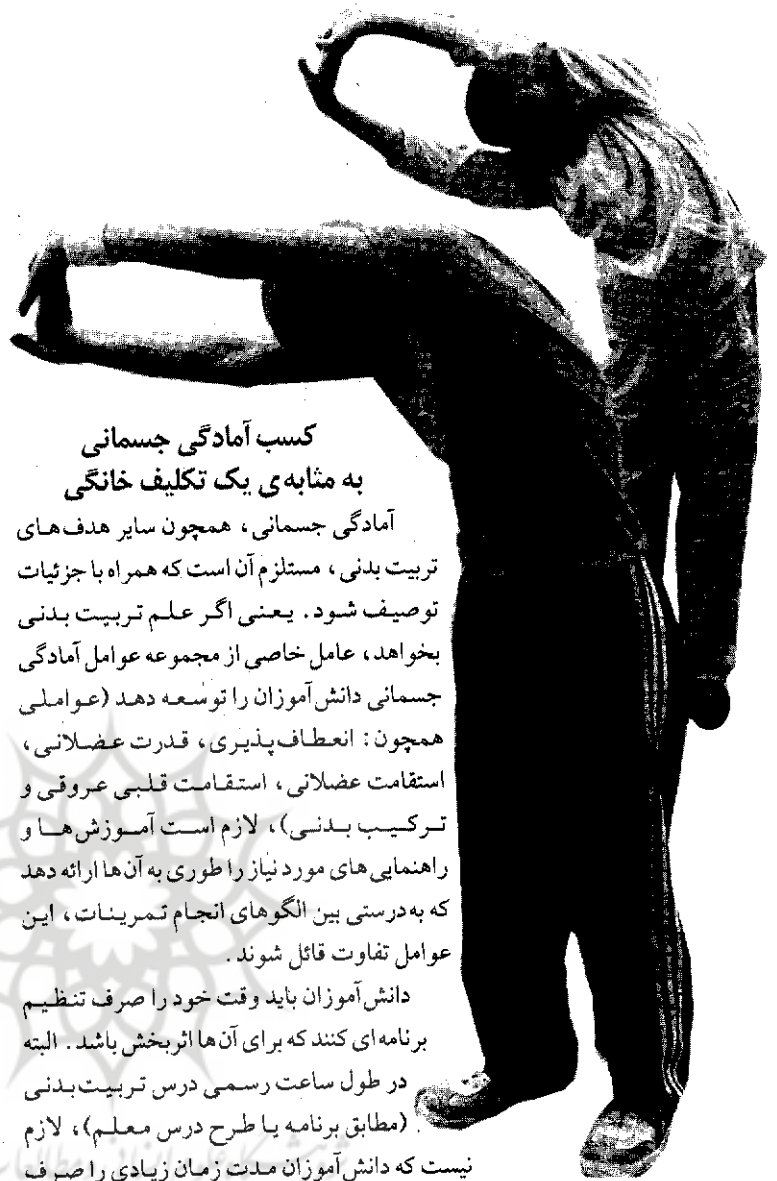 کسب آمادگی جسمانی
به مثابه‌ی یک تکلیف خانگی
آمادگی جسمانی، همچون سایر هدف‌های
تربیت بدنی، مستلزم آن است که همراه با جزئیات
توصیف شود. یعنی اگر علم تربیت بدنی
بخواهد، عامل خاصی از مجموعه عوامل آمادگی
جسمانی دانش‌آموزان را توسعه دهد (عواملی
همچون: انعطاف‌پذیری، قدرت عضلانی،
استقامت عضلانی، استقامت قلبی عروقی و
ترکیب بدنی)، لازم است آموزش‌ها و
راهنمایی‌های مورد نیاز را طوری به آن‌ها ارائه دهد
که به‌درستی بین الگوهای انجام تمرینات، این
عوامل تفاوت قائل شوند.
دانش‌آموزان باید وقت خود را صرف تنظیم
برنامه‌ای کنند که برای آن‌ها اثربخش باشد. البته
در طول ساعت رسمی درس تربیت‌بدنی
(مطابق برنامه یا طرح درس معلم)، لازم
نیست که دانش‌آموزان مدت زمان زیادی را صرف